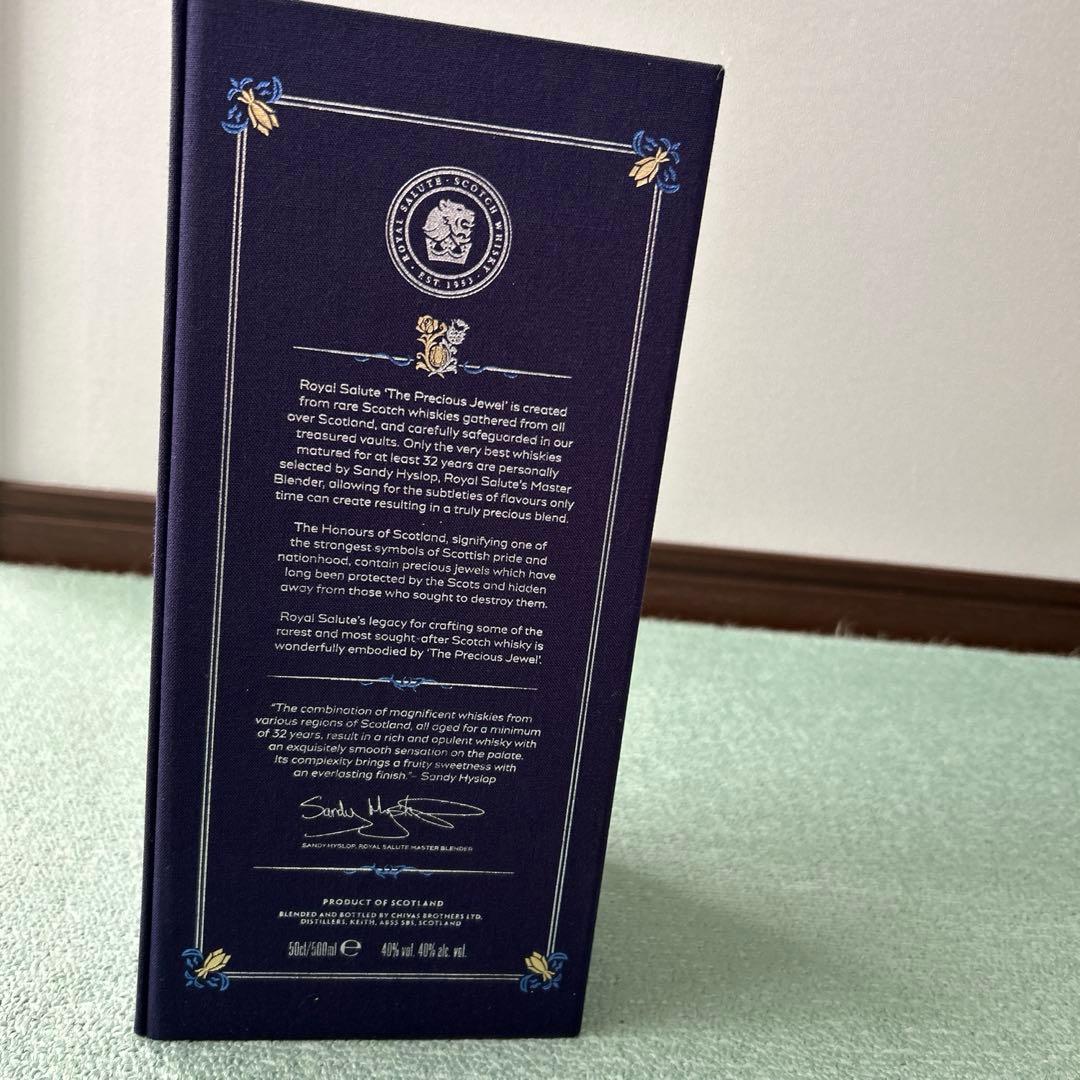 ROYAL SALUTE · SCOTCH WHISKY
· EST. 1953 ·
Royal Salute 'The Precious Jewel' is created
from rare Scotch whiskies gathered from all
over Scotland, and carefully safeguarded in our
treasured vaults. Only the very best whiskies
matured for at least 32 years are personally
selected by Sandy Hyslop, Royal Salute's Master
Blender, allowing for the subtleties of flavours only
time can create resulting in a truly precious blend.
The Honours of Scotland, signifying one of
the strongest symbols of Scottish pride and
nationhood, contain precious jewels which have
long been protected by the Scots and hidden
away from those who sought to destroy them.
Royal Salute's legacy for crafting some of the
rarest and most sought-after Scotch whisky is
wonderfully embodied by 'The Precious Jewel'.
"The combination of magnificent whiskies from
various regions of Scotland, all aged for a minimum
of 32 years, result in a rich and opulent whisky with
an exquisitely smooth sensation on the palate.
Its complexity brings a fruity sweetness with
an everlasting finish."- Sandy Hyslop
Sandy Hyslop
SANDY HYSLOP, ROYAL SALUTE MASTER BLENDER
PRODUCT OF SCOTLAND
BLENDED AND BOTTLED BY CHIVAS BROTHERS LTD,
DISTILLERS, KEITH, AB55 5BS, SCOTLAND
50cl/500ml ℮ 40% vol. 40% alc. vol.